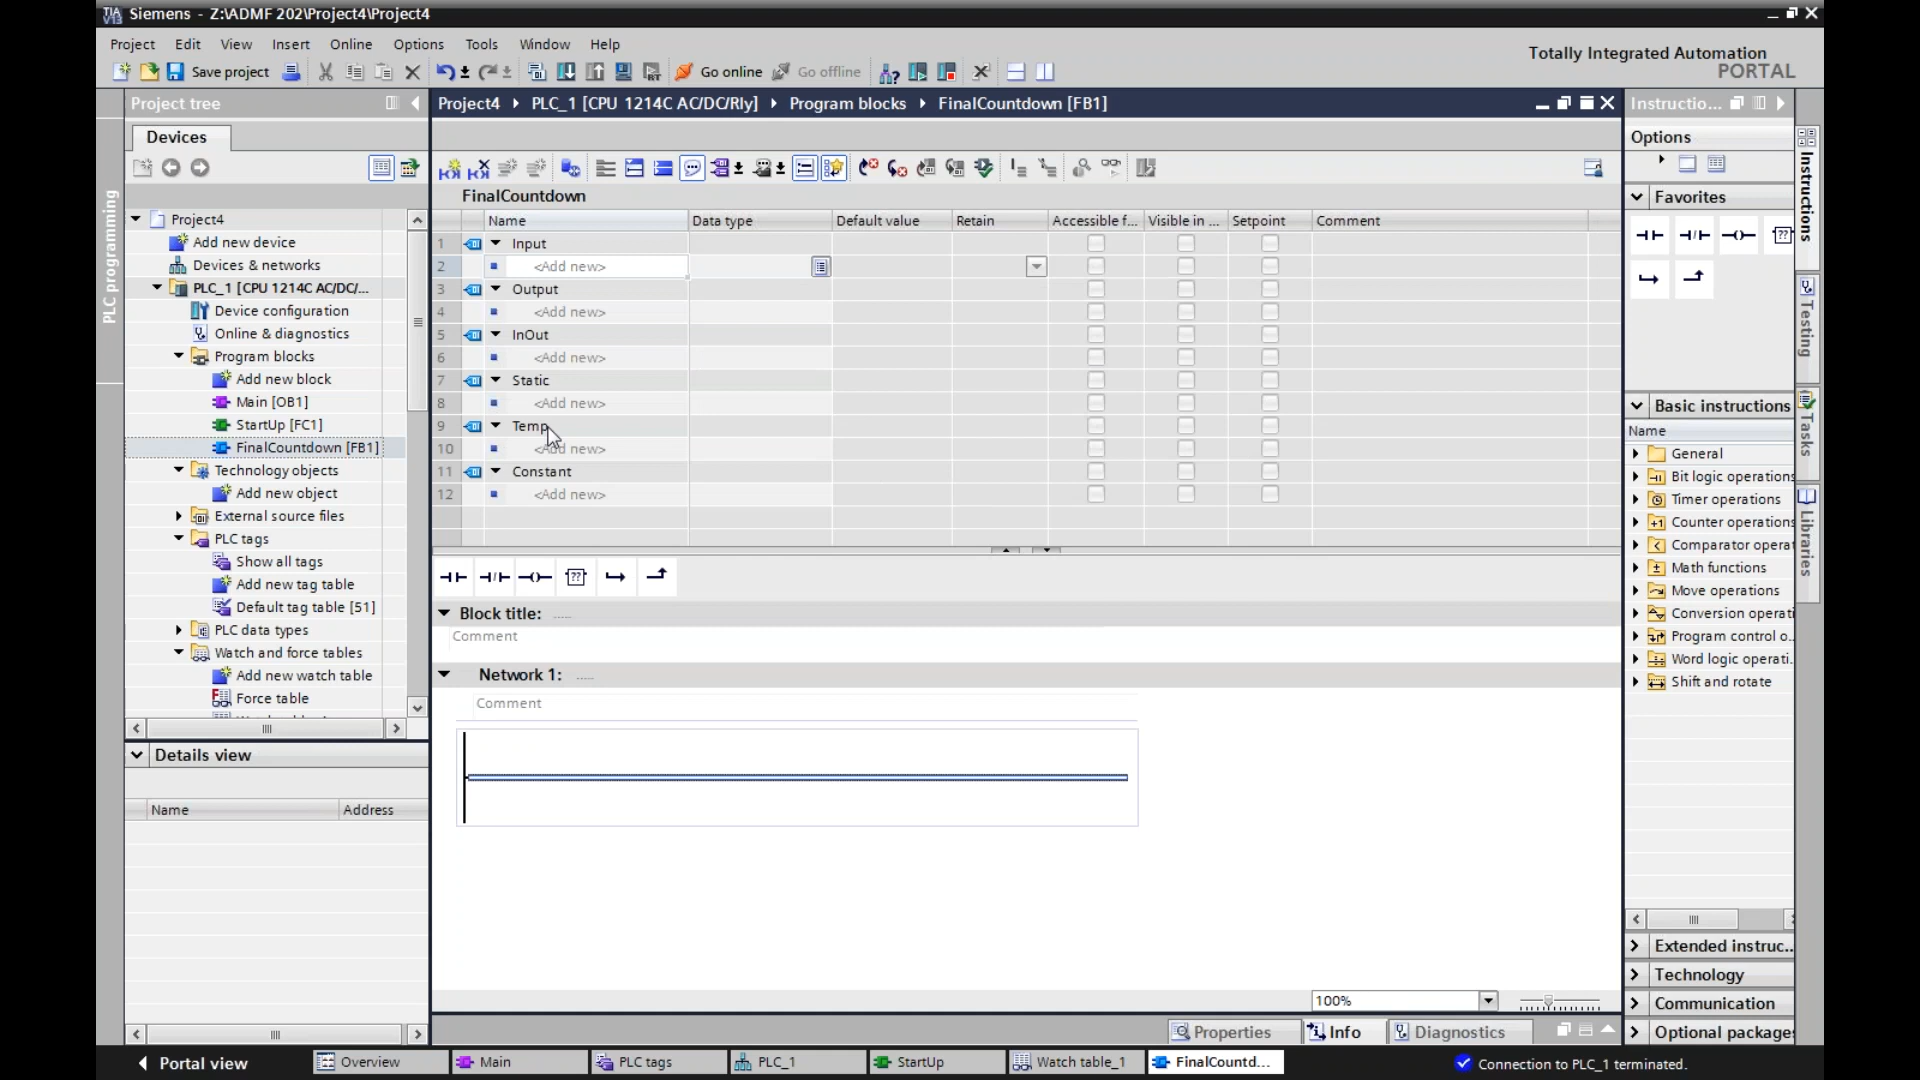 Siemens - Z:\ADMF 202\Project4\Project4
Project Edit View Insert Online Options Tools Window Help
Totally Integrated Automation
PORTAL
Save project
Go online
Go offline
Project tree
Project4 PLC_1 [CPU 1214C AC/DC/Rly] Program blocks FinalCountdown [FB1]
Instructio...
Devices
Options
PLC programming
Instructions
Testing
Tasks
Libraries
FinalCountdown
Favorites
Name Data type Default value Retain Accessible f... Visible in ... Setpoint Comment
1 Input
2 <Add new>
3 Output
4 <Add new>
5 InOut
6 <Add new>
7 Static
8 <Add new>
9 Temp
10 <Add new>
11 Constant
12 <Add new>
Project4
Add new device
Devices & networks
PLC_1 [CPU 1214C AC/DC/...
Device configuration
Online & diagnostics
Program blocks
Add new block
Main [OB1]
StartUp [FC1]
FinalCountdown [FB1]
Technology objects
Add new object
External source files
PLC tags
Show all tags
Add new tag table
Default tag table [51]
PLC data types
Watch and force tables
Add new watch table
Force table
Details view
Name Address
??
Block title: .....
Comment
Network 1: .....
Comment
??
Basic instructions
Name
General
Bit logic operations
Timer operations
Counter operations
Comparator opera
Math functions
Move operations
Conversion operati
Program control o...
Word logic operati...
Shift and rotate
Extended instruc...
Technology
Communication
Optional packages
100%
Properties Info Diagnostics
Portal view Overview Main PLC tags PLC_1 StartUp Watch table_1 FinalCountd...
Connection to PLC_1 terminated.